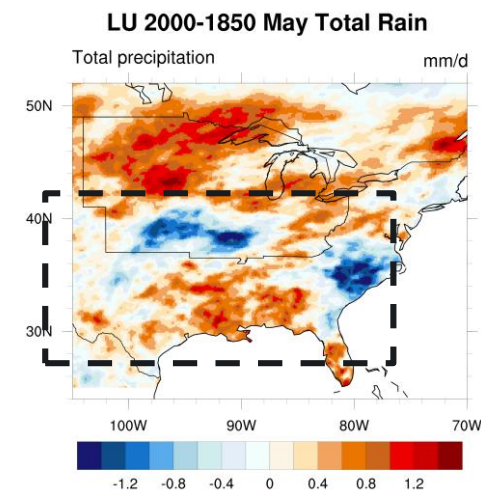 LU 2000-1850 May Total Rain
Total precipitation mm/d
50N
40N
30N
100W 90W 80W 70W
-1.2 -0.8 -0.4 0 0.4 0.8 1.2